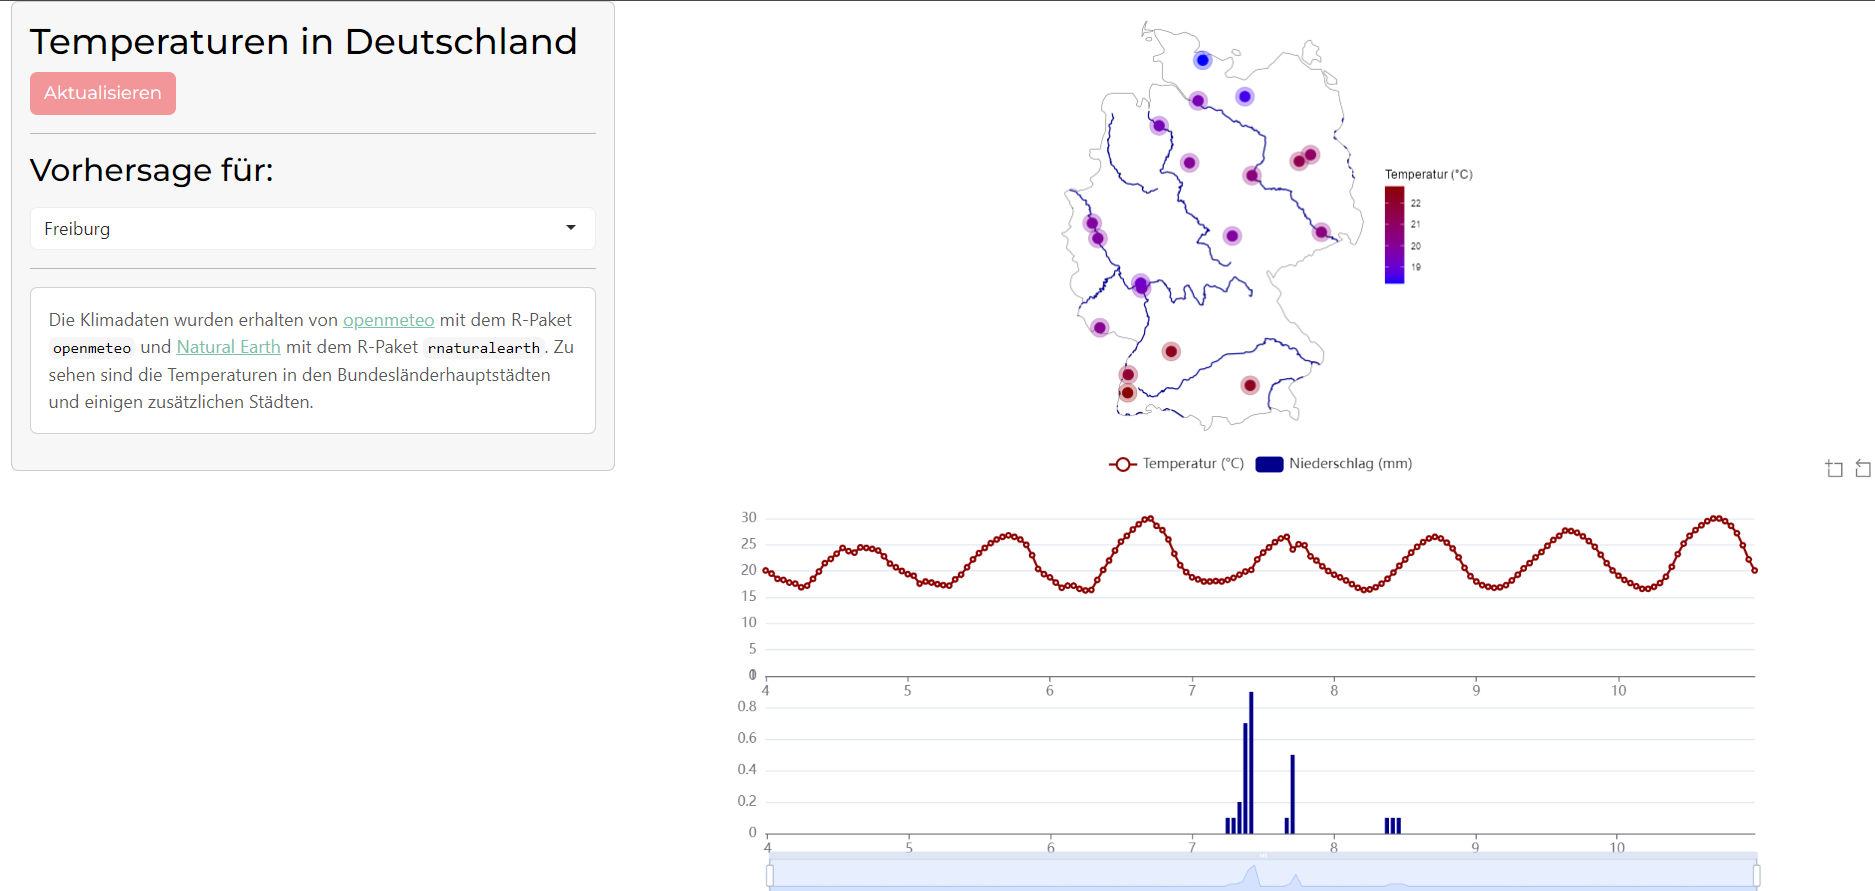 Temperaturen in Deutschland
Aktualisieren
Vorhersage für:
Freiburg
Die Klimadaten wurden erhalten von openmeteo mit dem R-Paket
openmeteo und Natural Earth mit dem R-Paket rnaturalearth. Zu
sehen sind die Temperaturen in den Bundesländerhauptstädten
und einigen zusätzlichen Städten.
Temperatur (°C)
22
21
20
19
Temperatur (°C) Niederschlag (mm)
30
25
20
15
10
5
0
4 5 6 7 8 9 10
0.8
0.6
0.4
0.2
0
4 5 6 7 8 9 10